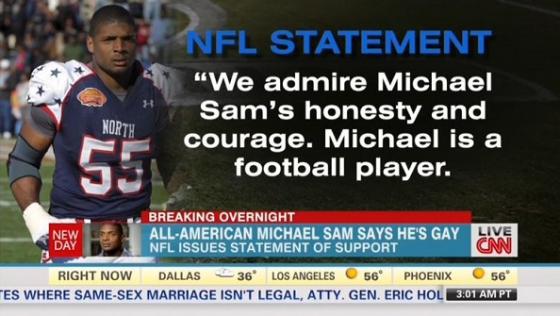 NFL STATEMENT
“We admire Michael
Sam’s honesty and
courage. Michael is a
football player.
NORTH
55
BREAKING OVERNIGHT
NEW
DAY
ALL-AMERICAN MICHAEL SAM SAYS HE'S GAY
NFL ISSUES STATEMENT OF SUPPORT
LIVE
CNN
RIGHT NOW DALLAS 36° LOS ANGELES 56° PHOENIX 56°
TES WHERE SAME-SEX MARRIAGE ISN'T LEGAL, ATTY. GEN. ERIC HOL
3:01 AM PT